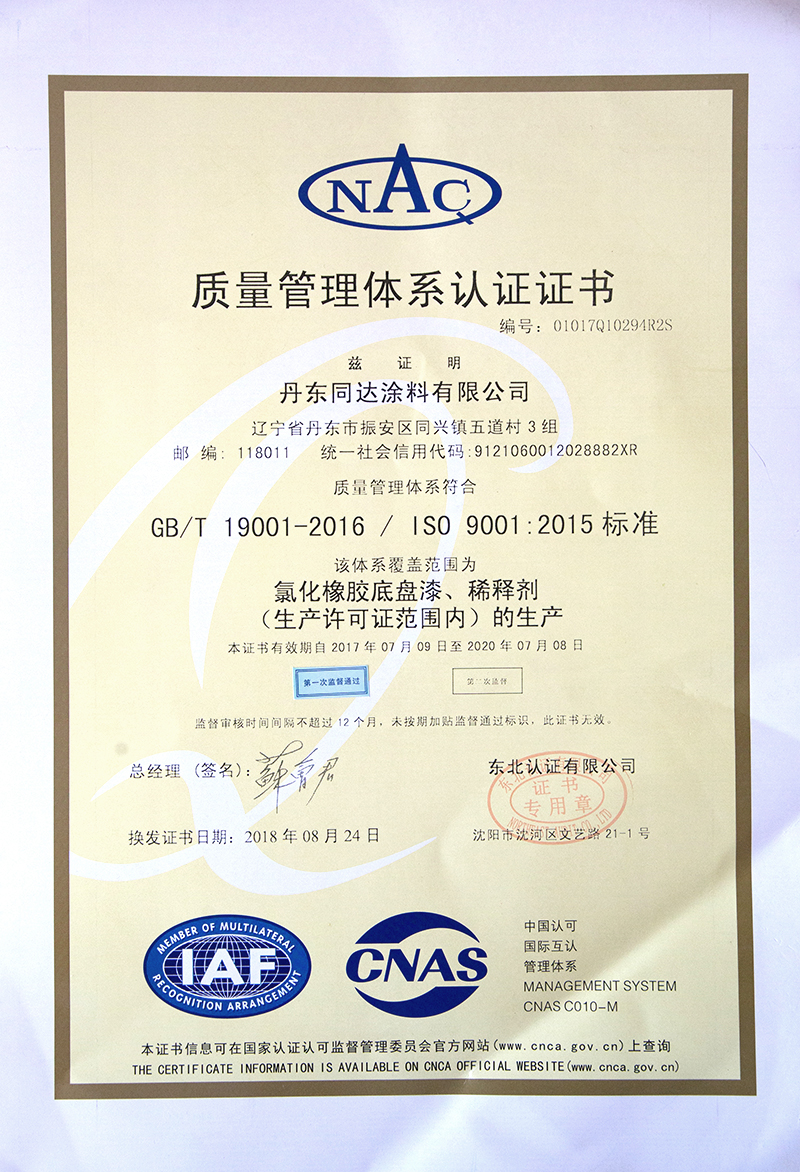 NAC
质量管理体系认证证书
编号：01017Q10294R2S
兹 证 明
丹东同达涂料有限公司
辽宁省丹东市振安区同兴镇五道村 3 组
邮 编: 118011 统一社会信用代码:9121060012028882XR
质量管理体系符合
GB/T 19001-2016 / ISO 9001:2015 标准
该体系覆盖范围为
氯化橡胶底盘漆、稀释剂
（生产许可证范围内）的生产
本证书有效期自 2017 年 07 月 09 日至 2020 年 07 月 08 日
第一次监督通过
第二次监督
监督审核时间间隔不超过 12 个月，未按期加贴监督通过标识，此证书无效。
总经理 （签名）:
东北认证有限公司
证书
专用章
换发证书日期：2018 年 08 月 24 日
沈阳市沈河区文艺路 21-1 号
MEMBER OF MULTILATERAL
IAF
RECOGNITION ARRANGEMENT
CNAS
中国认可
国际互认
管理体系
MANAGEMENT SYSTEM
CNAS C010-M
本证书信息可在国家认证认可监督管理委员会官方网站(www.cnca.gov.cn)上查询
THE CERTIFICATE INFORMATION IS AVAILABLE ON CNCA OFFICIAL WEBSITE(www.cnca.gov.cn)